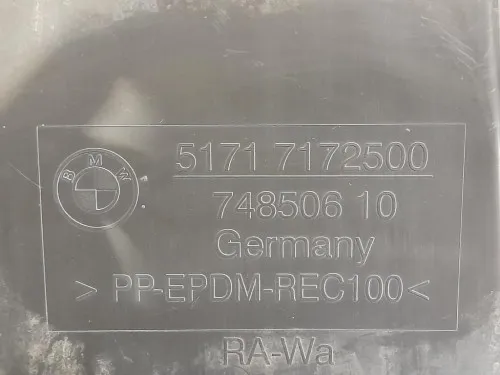 BMW
5171 7172500
748506 10
Germany
> PP-EPDM-REC100 <
RA-Wa